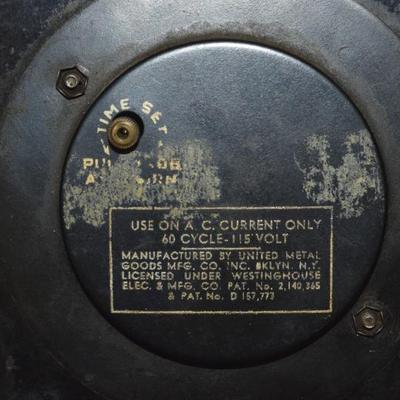 TIME SET
USE ON A. C. CURRENT ONLY
60 CYCLE-115 VOLT
MANUFACTURED BY UNITED METAL
GOODS MFG. CO. INC. BKLYN. N.Y.
LICENSED UNDER WESTINGHOUSE
ELEC. & MFG. CO. PAT. No. 2,140,365
& PAT. No. D 157,773